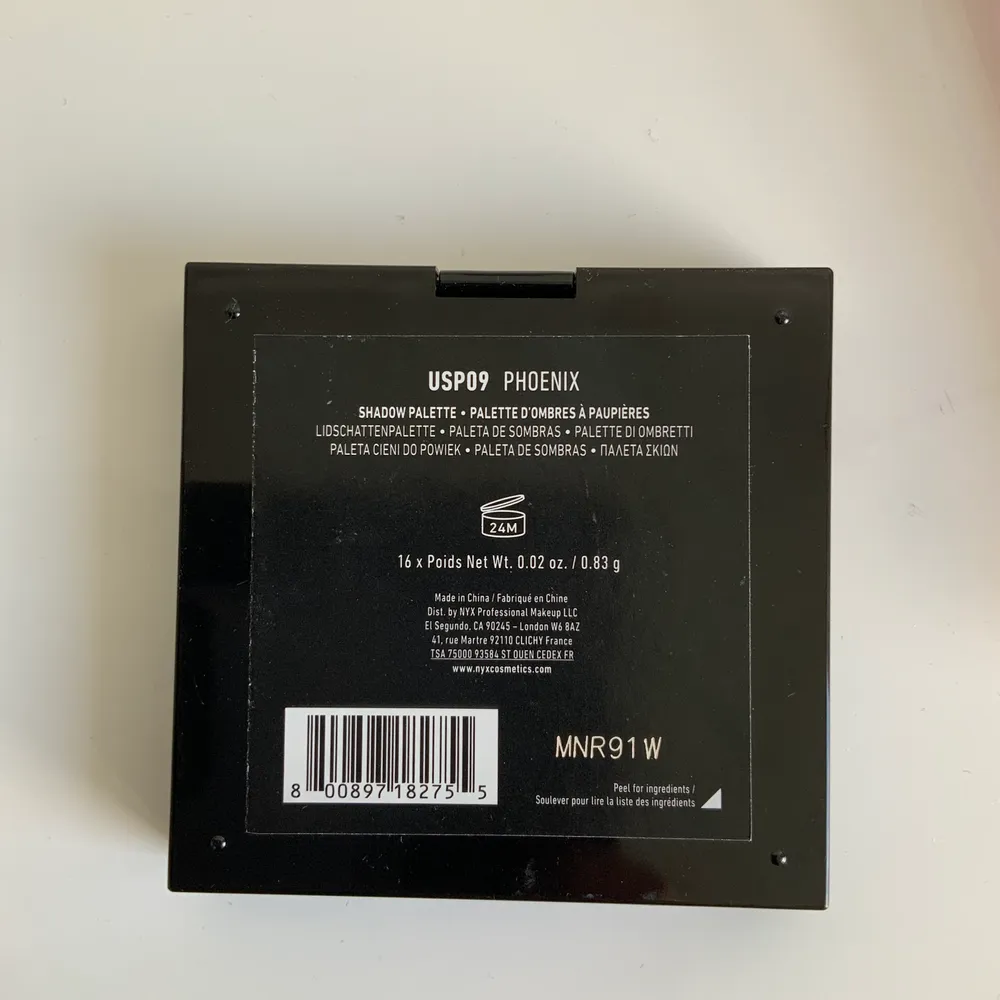 USP09 PHOENIX
SHADOW PALETTE • PALETTE D'OMBRES À PAUPIÈRES
LIDSCHATTENPALETTE • PALETA DE SOMBRAS • PALETTE DI OMBRETTI
PALETA CIENI DO POWIEK • PALETA DE SOMBRAS • ΠΑΛΕΤΑ ΣΚΙΩΝ
24M
16 x Poids Net Wt. 0.02 oz. / 0.83 g
Made in China / Fabriqué en Chine
Dist. by NYX Professional Makeup LLC
El Segundo, CA 90245 – London W6 8AZ
41, rue Martre 92110 CLICHY France
TSA 75000 93584 ST OUEN CEDEX FR
www.nyxcosmetics.com
MNR91W
8 00897 18275 5
Peel for ingredients /
Soulever pour lire la liste des ingrédients